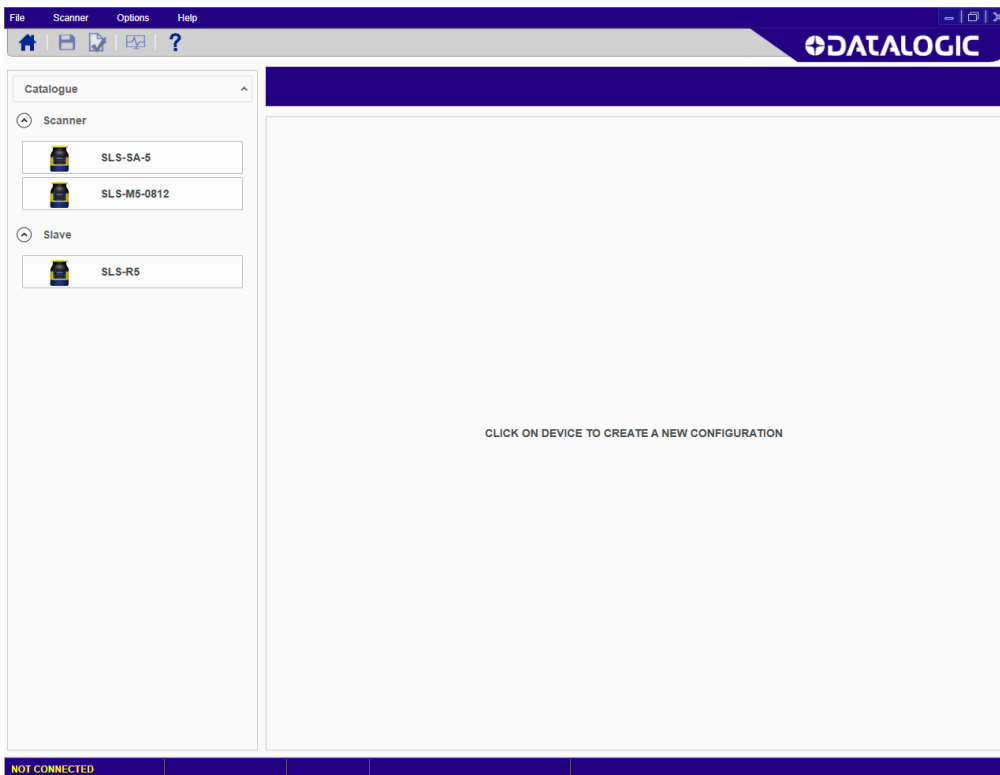 File Scanner Options Help
?
DATALOGIC
Catalogue
Scanner
SLS-SA-5
SLS-M5-0812
Slave
SLS-R5
CLICK ON DEVICE TO CREATE A NEW CONFIGURATION
NOT CONNECTED